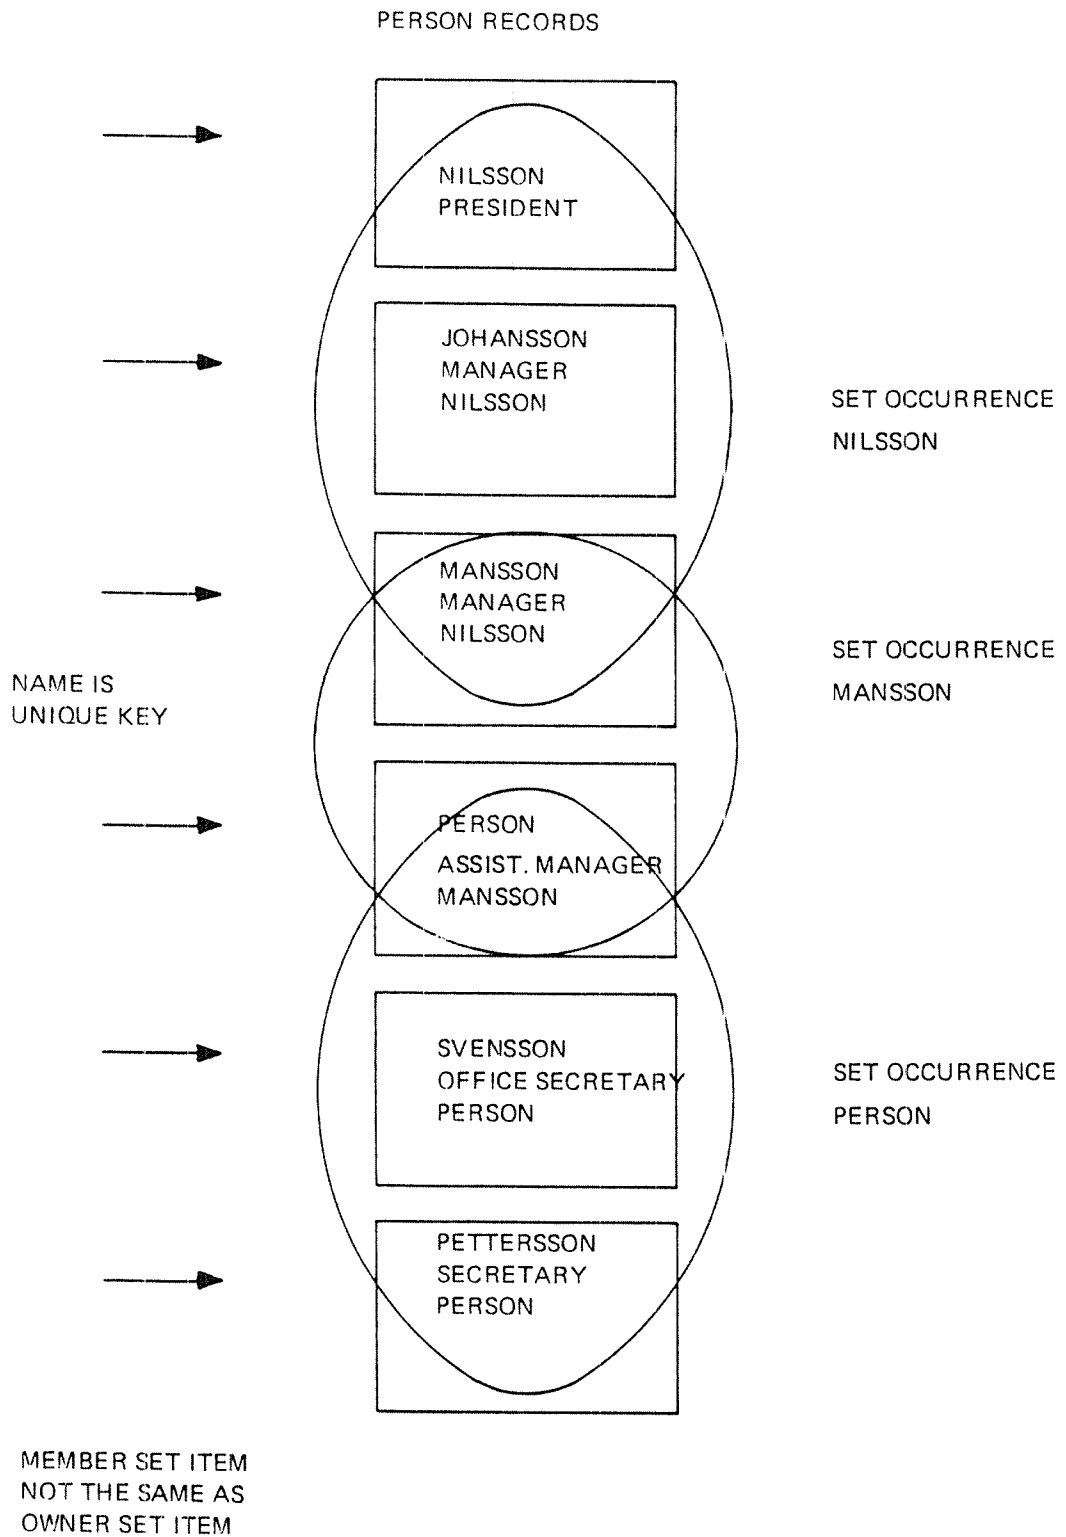 PERSON RECORDS
NILSSON
PRESIDENT
JOHANSSON
MANAGER
NILSSON
SET OCCURRENCE
NILSSON
MANSSON
MANAGER
NILSSON
SET OCCURRENCE
MANSSON
NAME IS
UNIQUE KEY
PERSON
ASSIST. MANAGER
MANSSON
SVENSSON
OFFICE SECRETARY
PERSON
SET OCCURRENCE
PERSON
PETTERSSON
SECRETARY
PERSON
MEMBER SET ITEM
NOT THE SAME AS
OWNER SET ITEM